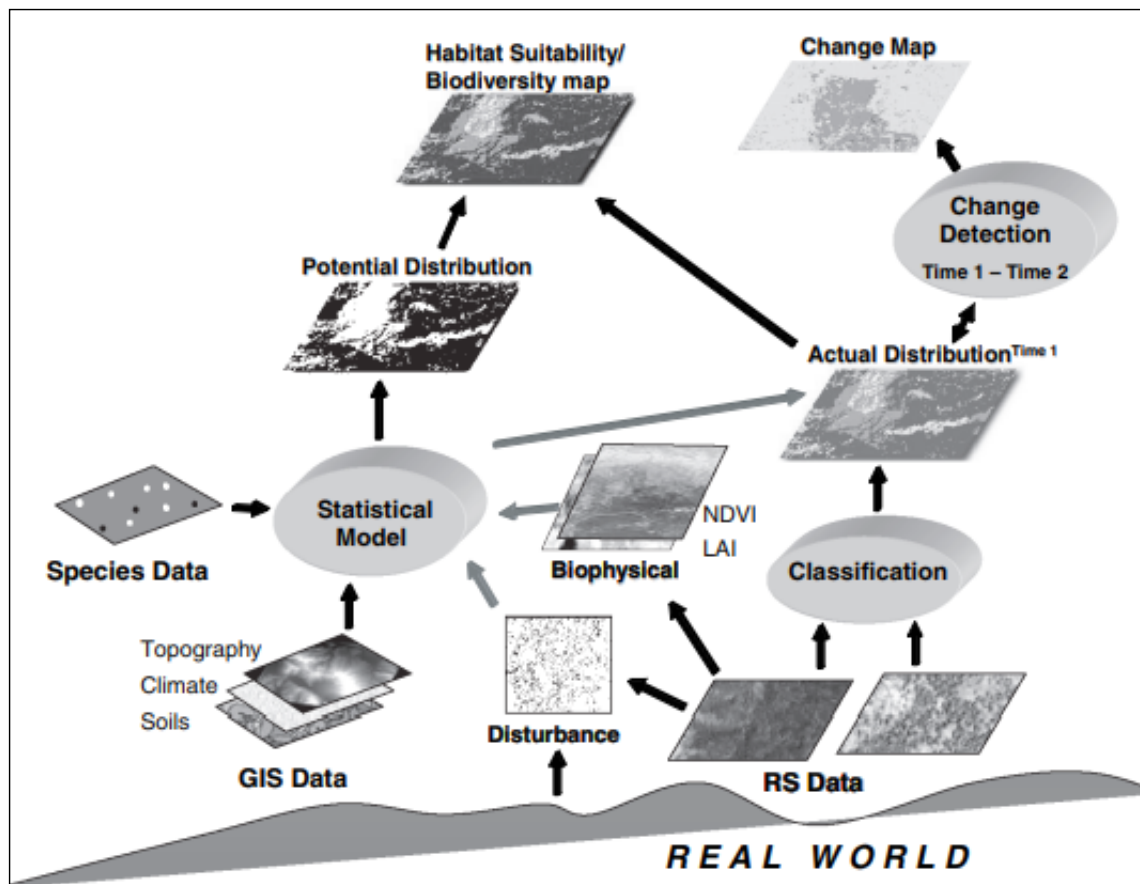 Habitat Suitability/
Biodiversity map
Change Map
Change
Detection
Time 1 – Time 2
Potential Distribution
Actual Distribution Time 1
Statistical
Model
NDVI
LAI
Biophysical
Classification
Species Data
Topography
Climate
Soils
GIS Data
Disturbance
RS Data
REAL WORLD